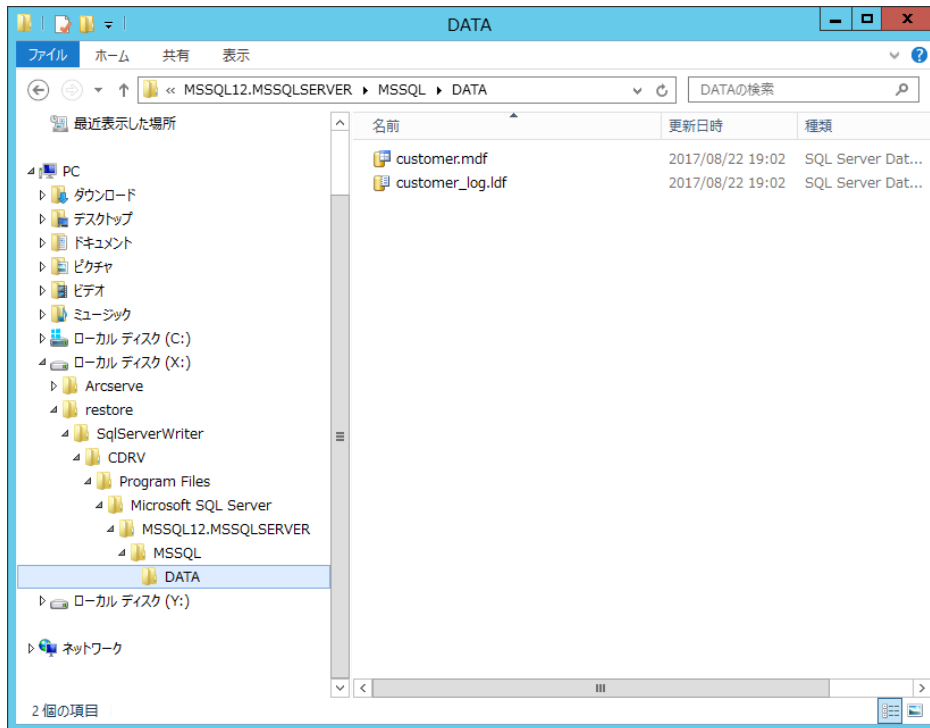 DATA
ファイル ホーム 共有 表示
« MSSQL12.MSSQLSERVER ▸ MSSQL ▸ DATA DATAの検索
最近表示した場所
PC
ダウンロード
デスクトップ
ドキュメント
ピクチャ
ビデオ
ミュージック
ローカル ディスク (C:)
ローカル ディスク (X:)
Arcserve
restore
SqlServerWriter
CDRV
Program Files
Microsoft SQL Server
MSSQL12.MSSQLSERVER
MSSQL
DATA
ローカル ディスク (Y:)
ネットワーク
名前 更新日時 種類
customer.mdf 2017/08/22 19:02 SQL Server Dat...
customer_log.ldf 2017/08/22 19:02 SQL Server Dat...
2 個の項目